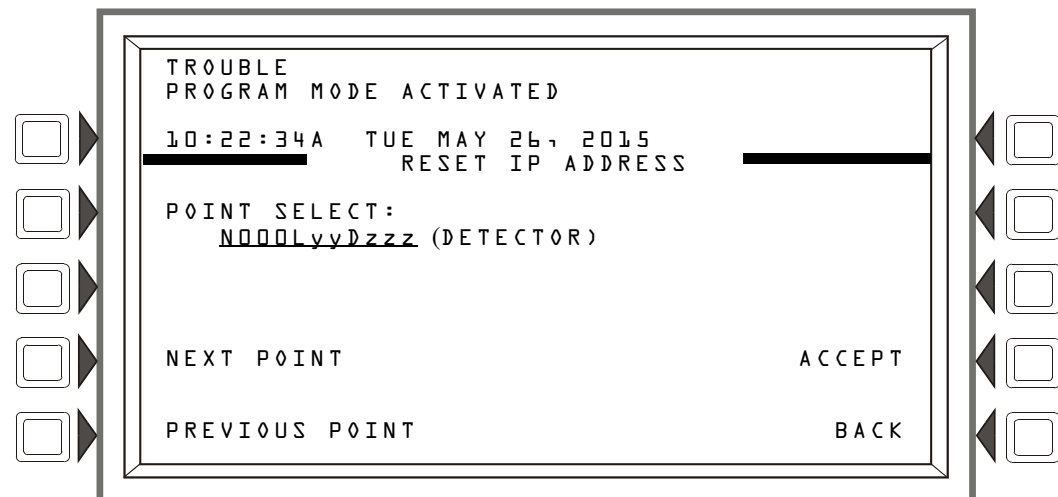 TROUBLE
PROGRAM MODE ACTIVATED
10:22:34A TUE MAY 26, 2015
RESET IP ADDRESS
POINT SELECT:
N000LyyDzzz (DETECTOR)
NEXT POINT ACCEPT
PREVIOUS POINT BACK